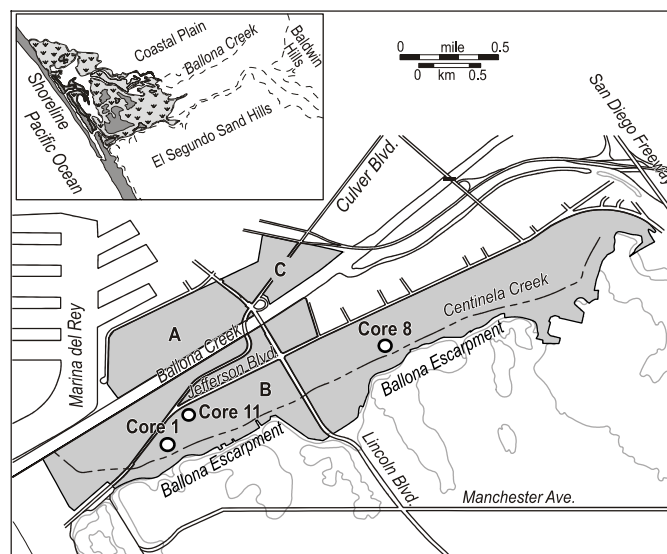 Coastal Plain
Ballona Creek
Baldwin
Hills
Shoreline
Pacific Ocean
El Segundo Sand Hills
0 mile 0.5
0 km 0.5
San Diego Freeway
Culver Blvd.
C
A
Marina del Rey
Ballona Creek
Jefferson Blvd.
Centinela Creek
Core 8
B
Ballona Escarpment
Core 11
Core 1
Ballona Escarpment
Lincoln Blvd.
Manchester Ave.